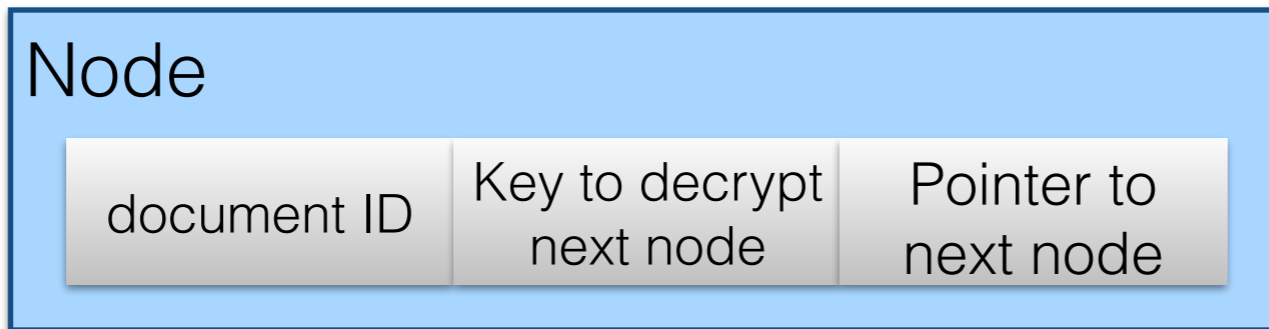 Node
document ID
Key to decrypt
next node
Pointer to
next node